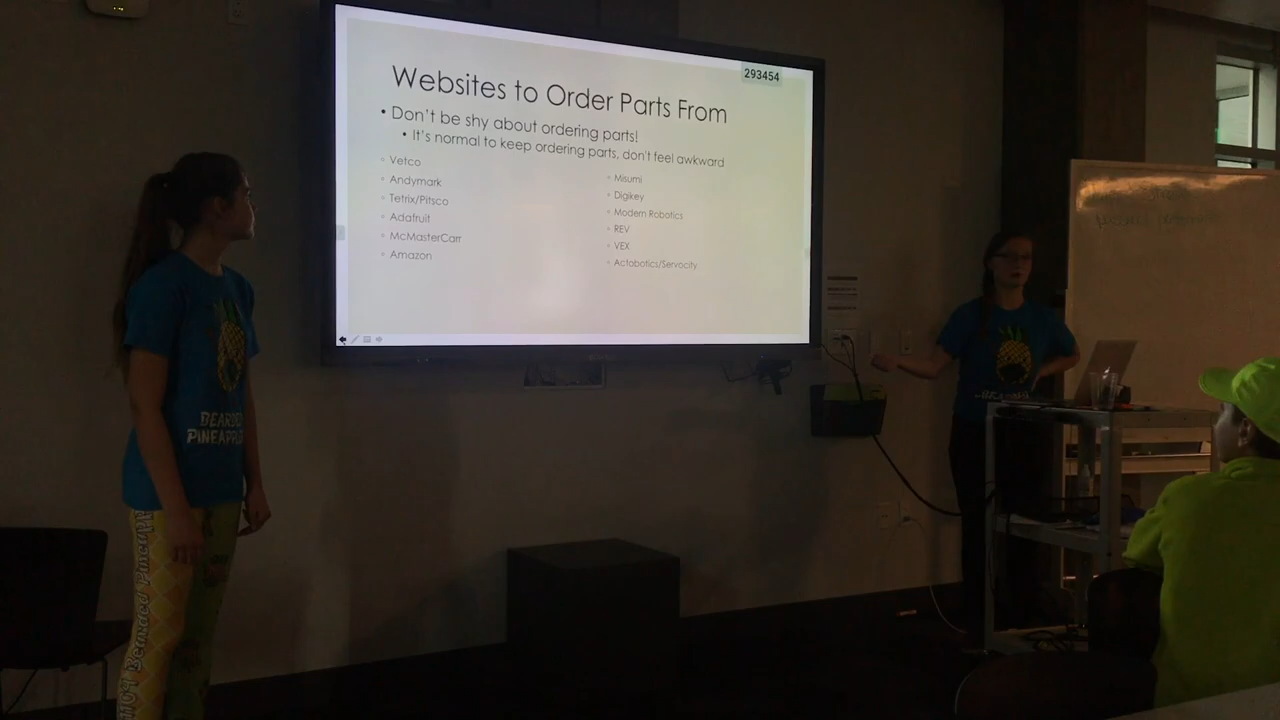 293454
Websites to Order Parts From
• Don't be shy about ordering parts!
• It's normal to keep ordering parts, don't feel awkward
Vetco
Andymark
Tetrix/Pitsco
Adafruit
McMasterCarr
Amazon
Misumi
Digikey
Modern Robotics
REV
VEX
Actobotics/Servocity
BEARDED
PINEAPPLE
Bearded Pineapp